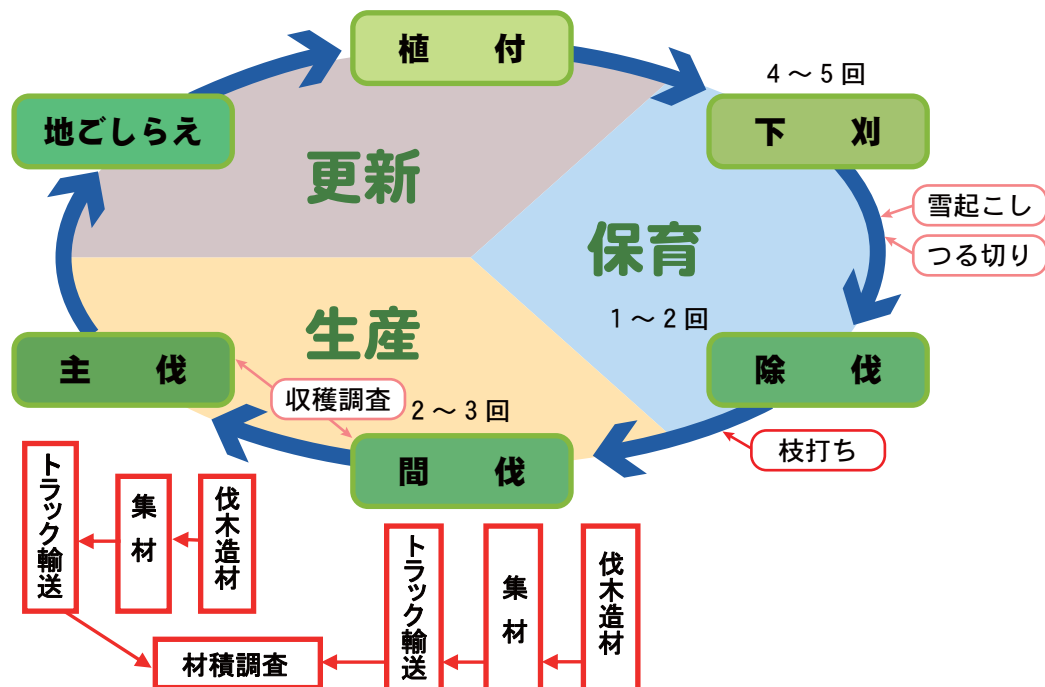 植　付
4～5回
地ごしらえ
下　刈
更新
雪起こし
つる切り
保育
1～2回
生産
主　伐
除　伐
収穫調査
2～3回
枝打ち
間　伐
トラック輸送
集材
伐木造材
トラック輸送
集材
伐木造材
材積調査